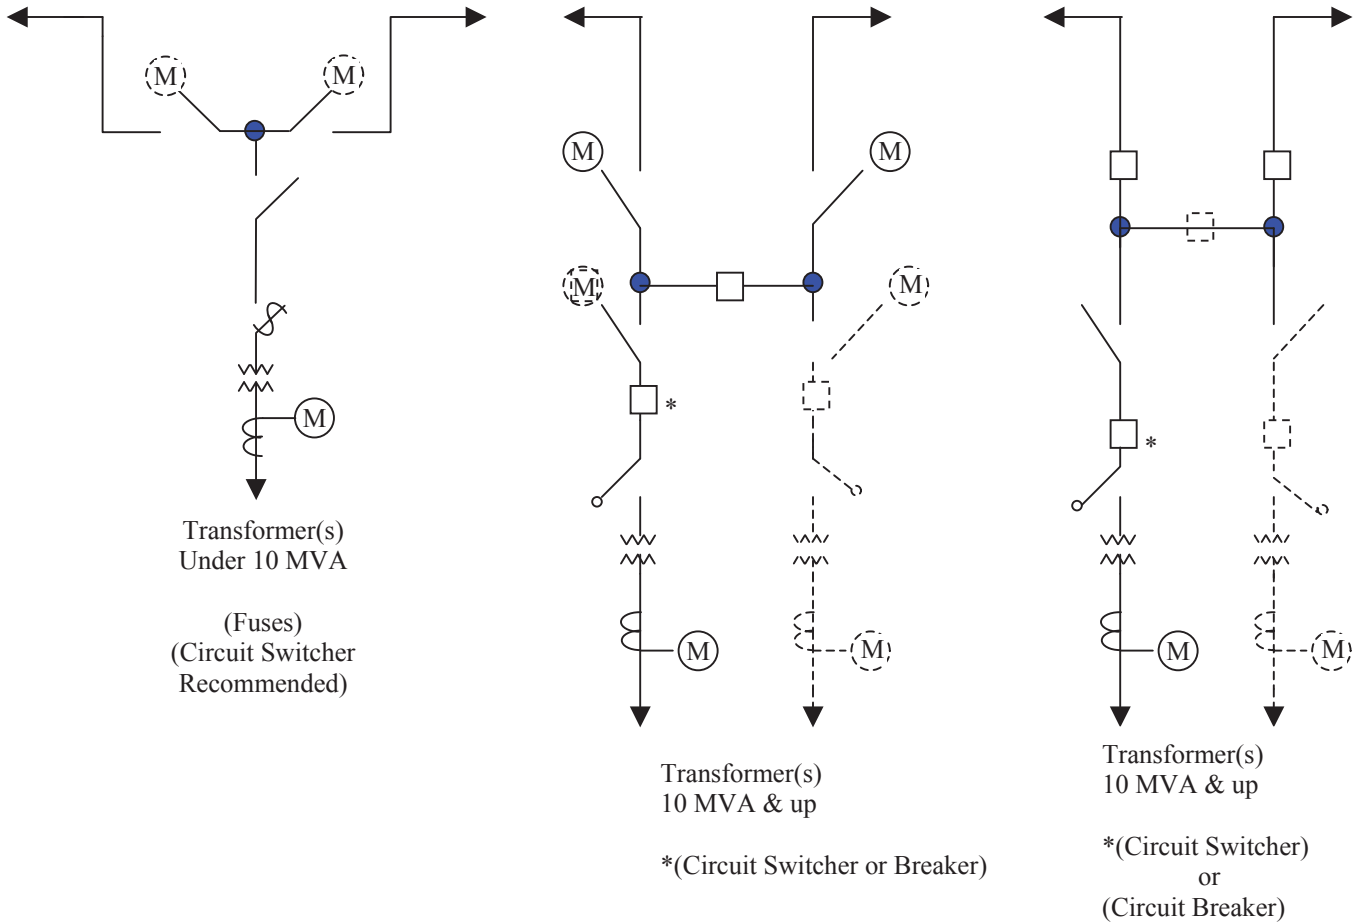 M
M
M
Transformer(s)
Under 10 MVA
(Fuses)
(Circuit Switcher
Recommended)
M
M
M
M
*
M
M
Transformer(s)
10 MVA & up
*(Circuit Switcher or Breaker)
*
M
M
Transformer(s)
10 MVA & up
*(Circuit Switcher)
or
(Circuit Breaker)